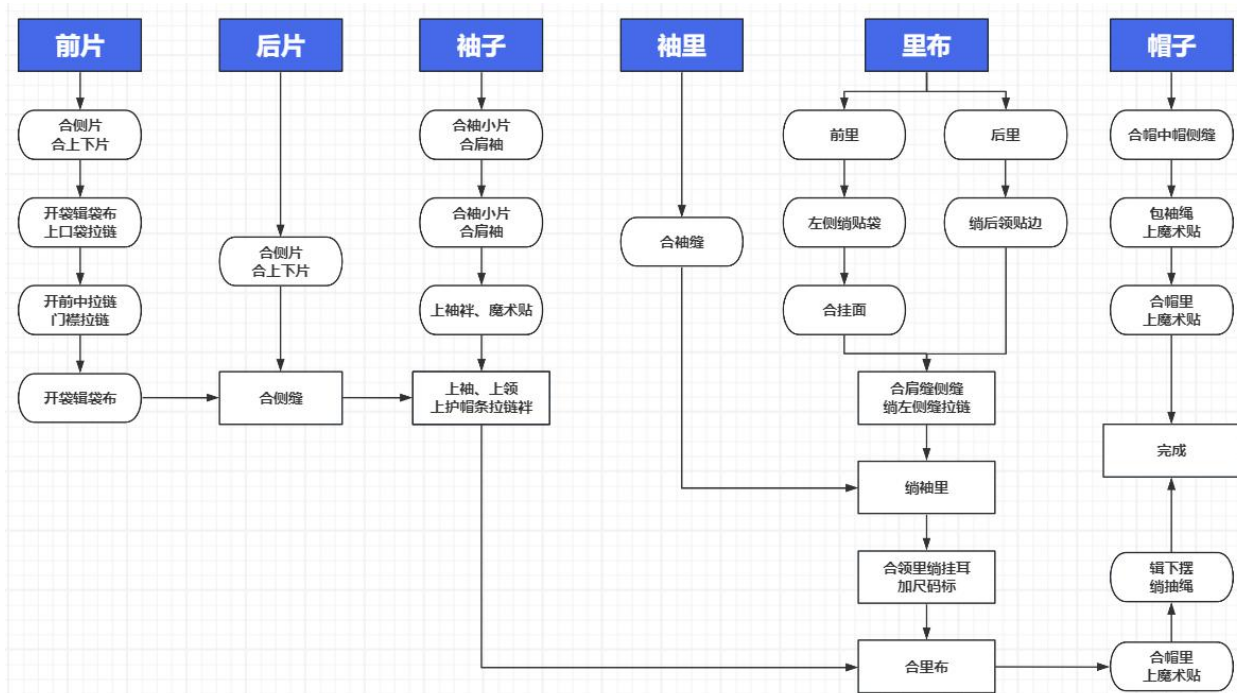 前片
后片
袖子
袖里
里布
帽子
合侧片
合上下片
合袖小片
合肩袖
前里
后里
合帽中帽侧缝
开袋辑袋布
上口袋拉链
合侧片
合上下片
合袖小片
合肩袖
合袖缝
左侧绱贴袋
绱后领贴边
包袖绳
上魔术贴
开前中拉链
门襟拉链
上袖袢、魔术贴
合挂面
合帽里
上魔术贴
开袋辑袋布
合侧缝
上袖、上领
上护帽条拉链袢
合肩缝侧缝
绱左侧缝拉链
完成
绱袖里
合领里绱挂耳
加尺码标
辑下摆
绱抽绳
合里布
合帽里
上魔术贴